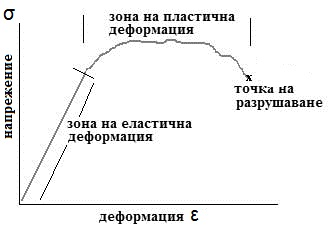 σ
зона на пластична
деформация
напрежение
точка на
разрушаване
зона на еластична
деформация
деформация ε